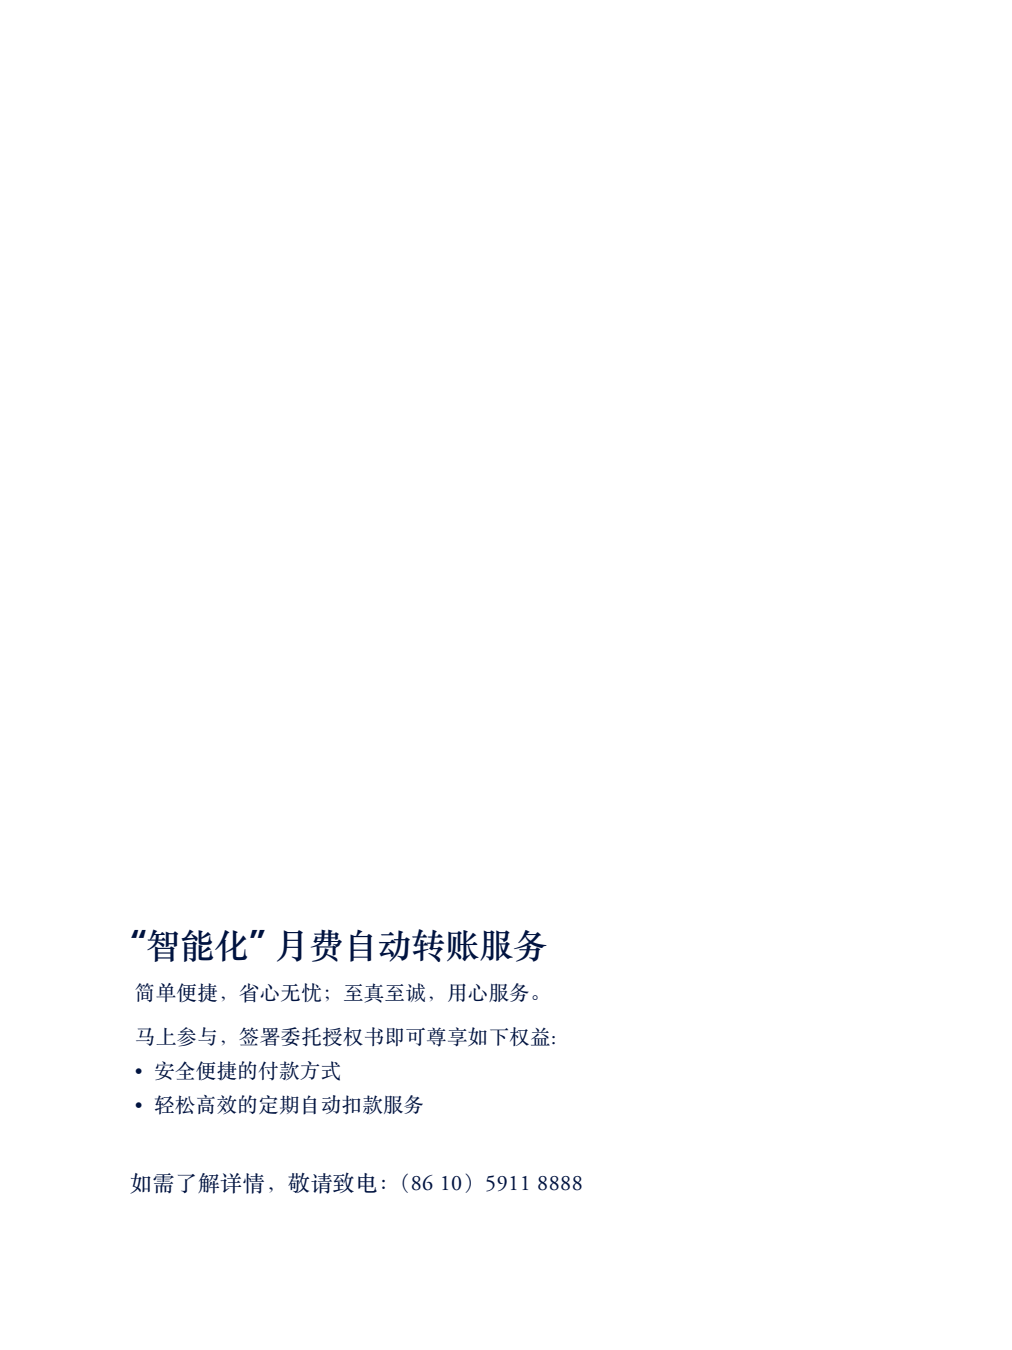 “智能化” 月费自动转账服务
简单便捷，省心无忧；至真至诚，用心服务。
马上参与，签署委托授权书即可尊享如下权益:
• 安全便捷的付款方式
• 轻松高效的定期自动扣款服务
如需了解详情，敬请致电：（86 10）5911 8888